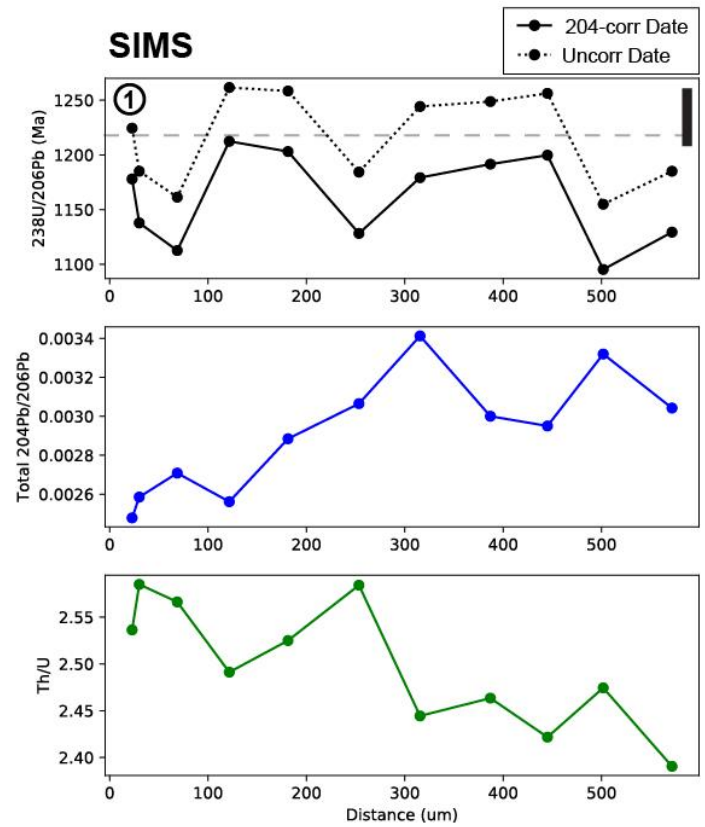 SIMS
204-corr Date
Uncorr Date
1
238U/206Pb (Ma)
1250
1200
1150
1100
0 100 200 300 400 500
Total 204Pb/206Pb
0.0034
0.0032
0.0030
0.0028
0.0026
0 100 200 300 400 500
Th/U
2.55
2.50
2.45
2.40
0 100 200 300 400 500
Distance (um)